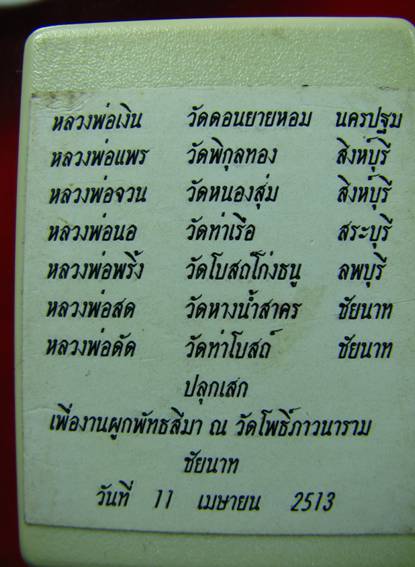 หลวงพ่อเงิน วัดดอนยายหอม นครปฐม
หลวงพ่อแพร วัดพิกุลทอง สิงห์บุรี
หลวงพ่อจวน วัดหนองสุ่ม สิงห์บุรี
หลวงพ่อนอ วัดท่าเรือ สระบุรี
หลวงพ่อพริ้ง วัดโบสถโก่งธนู ลพบุรี
หลวงพ่อสด วัดหางน้ำสาคร ชัยนาท
หลวงพ่อดัด วัดท่าโบสถ์ ชัยนาท
ปลุกเสก
เพื่องานผูกพัทธสีมา ณ วัดโพธิ์ภาวนาราม
ชัยนาท
วันที่ 11 เมษายน 2513